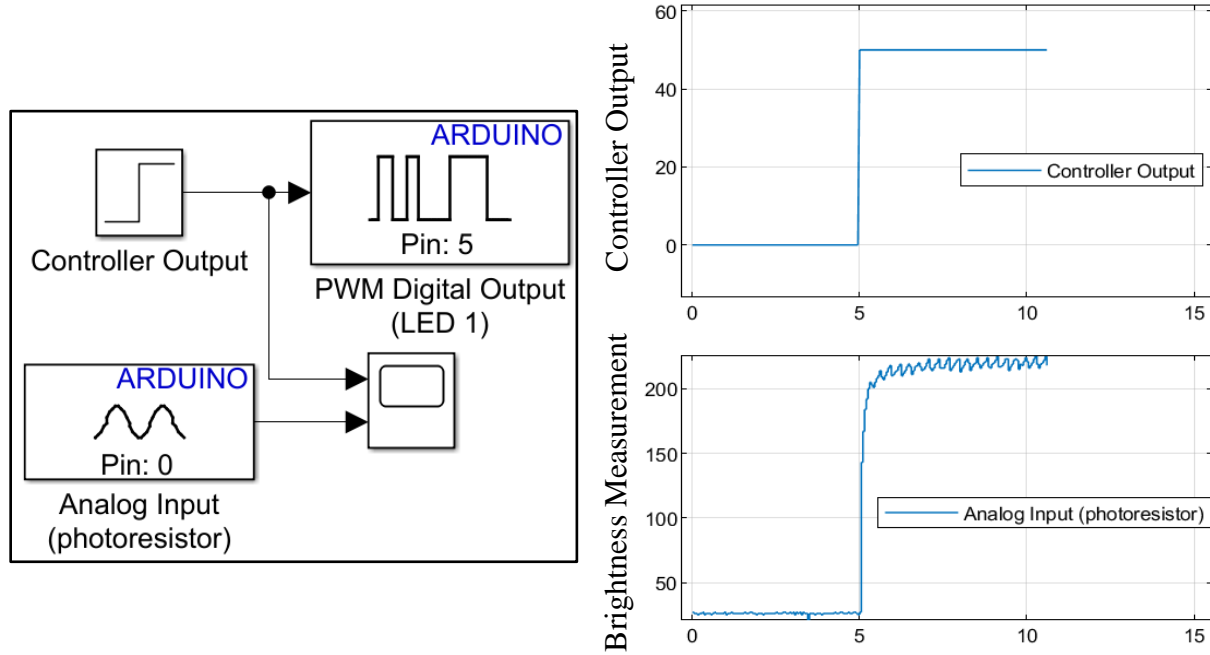 ARDUINO
Controller Output
Pin: 5
PWM Digital Output
(LED 1)
ARDUINO
Pin: 0
Analog Input
(photoresistor)
Controller Output
60
40
20
0
Controller Output
0
5
10
15
Brightness Measurement
200
150
100
50
Analog Input (photoresistor)
0
5
10
15